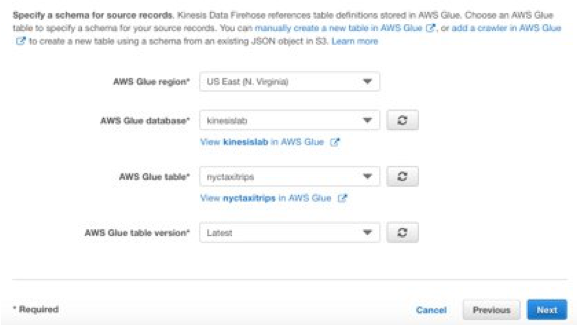 Specify a schema for source records. Kinesis Data Firehose references table definitions stored in AWS Glue. Choose an AWS Glue
table to specify a schema for your source records. You can manually create a new table in AWS Glue, or add a crawler in AWS Glue
to create a new table using a schema from an existing JSON object in S3. Learn more
AWS Glue region* US East (N. Virginia)
AWS Glue database* kinesislab
View kinesislab in AWS Glue
AWS Glue table* nyctaxitrips
View nyctaxitrips in AWS Glue
AWS Glue table version* Latest
* Required Cancel Previous Next